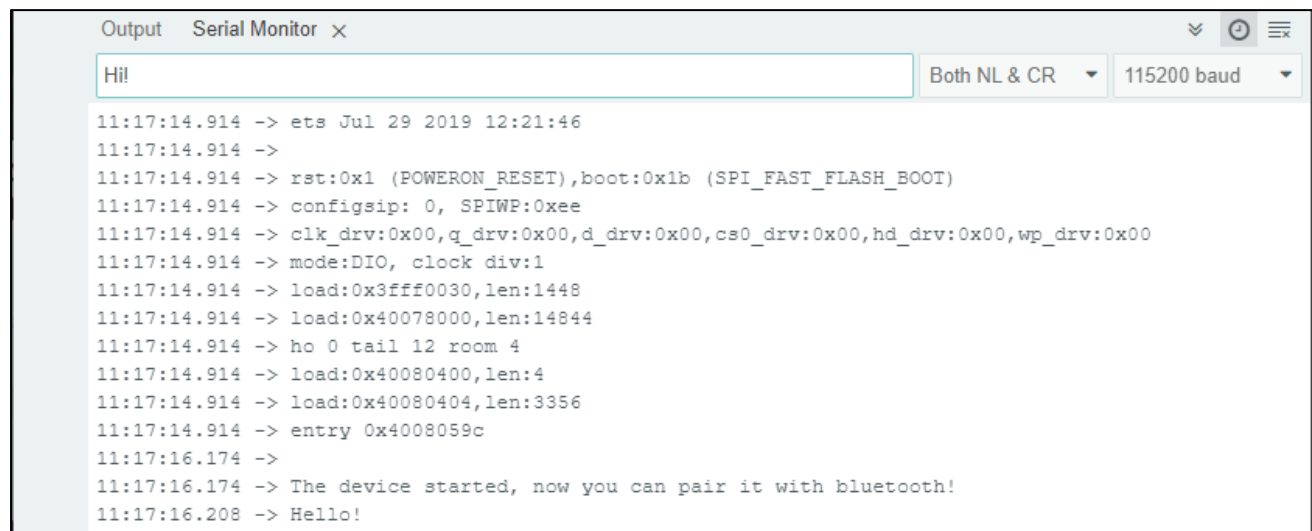 Output Serial Monitor ×
Hi! Both NL & CR 115200 baud
11:17:14.914 -> ets Jul 29 2019 12:21:46
11:17:14.914 ->
11:17:14.914 -> rst:0x1 (POWERON_RESET),boot:0x1b (SPI_FAST_FLASH_BOOT)
11:17:14.914 -> configsip: 0, SPIWP:0xee
11:17:14.914 -> clk_drv:0x00,q_drv:0x00,d_drv:0x00,cs0_drv:0x00,hd_drv:0x00,wp_drv:0x00
11:17:14.914 -> mode:DIO, clock div:1
11:17:14.914 -> load:0x3fff0030,len:1448
11:17:14.914 -> load:0x40078000,len:14844
11:17:14.914 -> ho 0 tail 12 room 4
11:17:14.914 -> load:0x40080400,len:4
11:17:14.914 -> load:0x40080404,len:3356
11:17:14.914 -> entry 0x4008059c
11:17:16.174 ->
11:17:16.174 -> The device started, now you can pair it with bluetooth!
11:17:16.208 -> Hello!